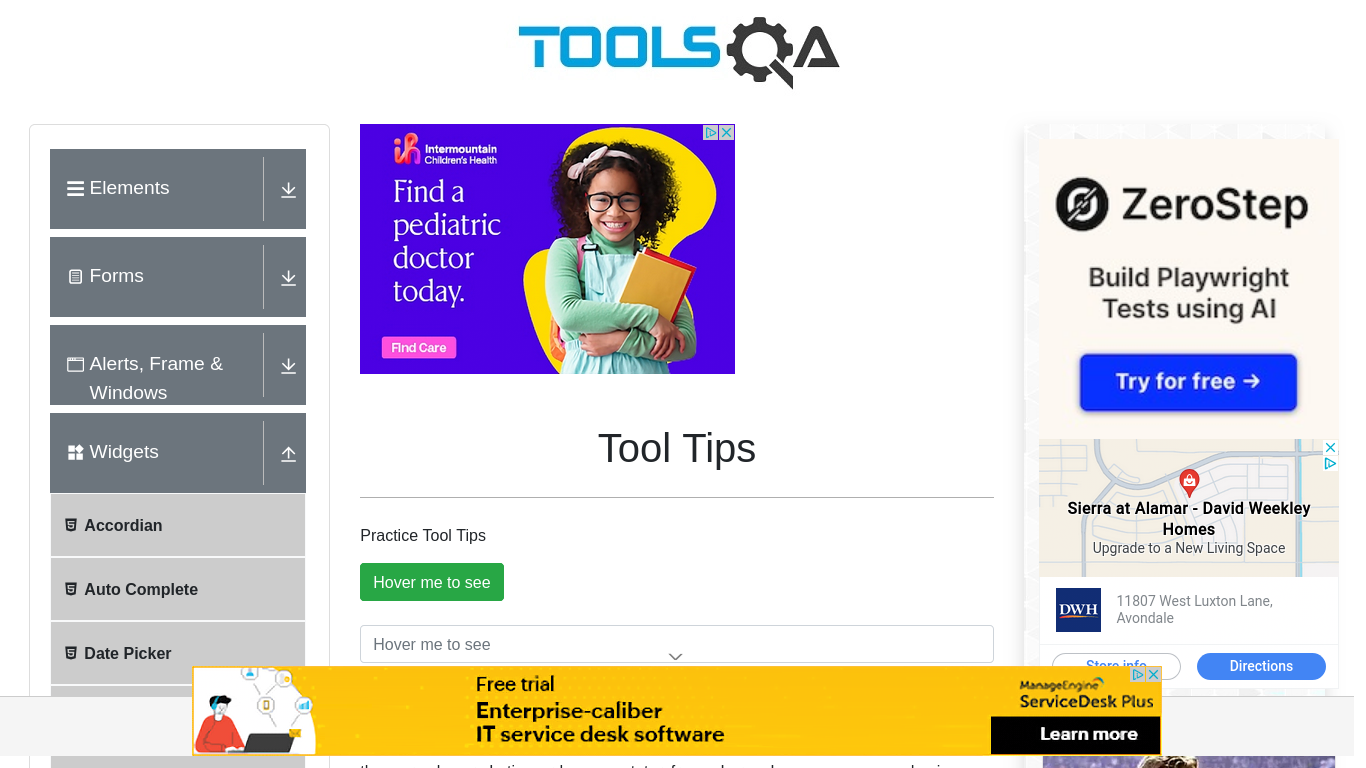 TOOLSQA
Elements
Forms
Alerts, Frame &
Windows
Widgets
Accordian
Auto Complete
Date Picker
Intermountain
Children's Health
Find a
pediatric
doctor
today.
Find Care
Tool Tips
Practice Tool Tips
Hover me to see
Hover me to see
ZeroStep
Build Playwright
Tests using AI
Try for free →
Sierra at Alamar - David Weekley
Homes
Upgrade to a New Living Space
DWH
11807 West Luxton Lane,
Avondale
Store info
Directions
Free trial
Enterprise-caliber
IT service desk software
ManageEngine
ServiceDesk Plus
Learn more